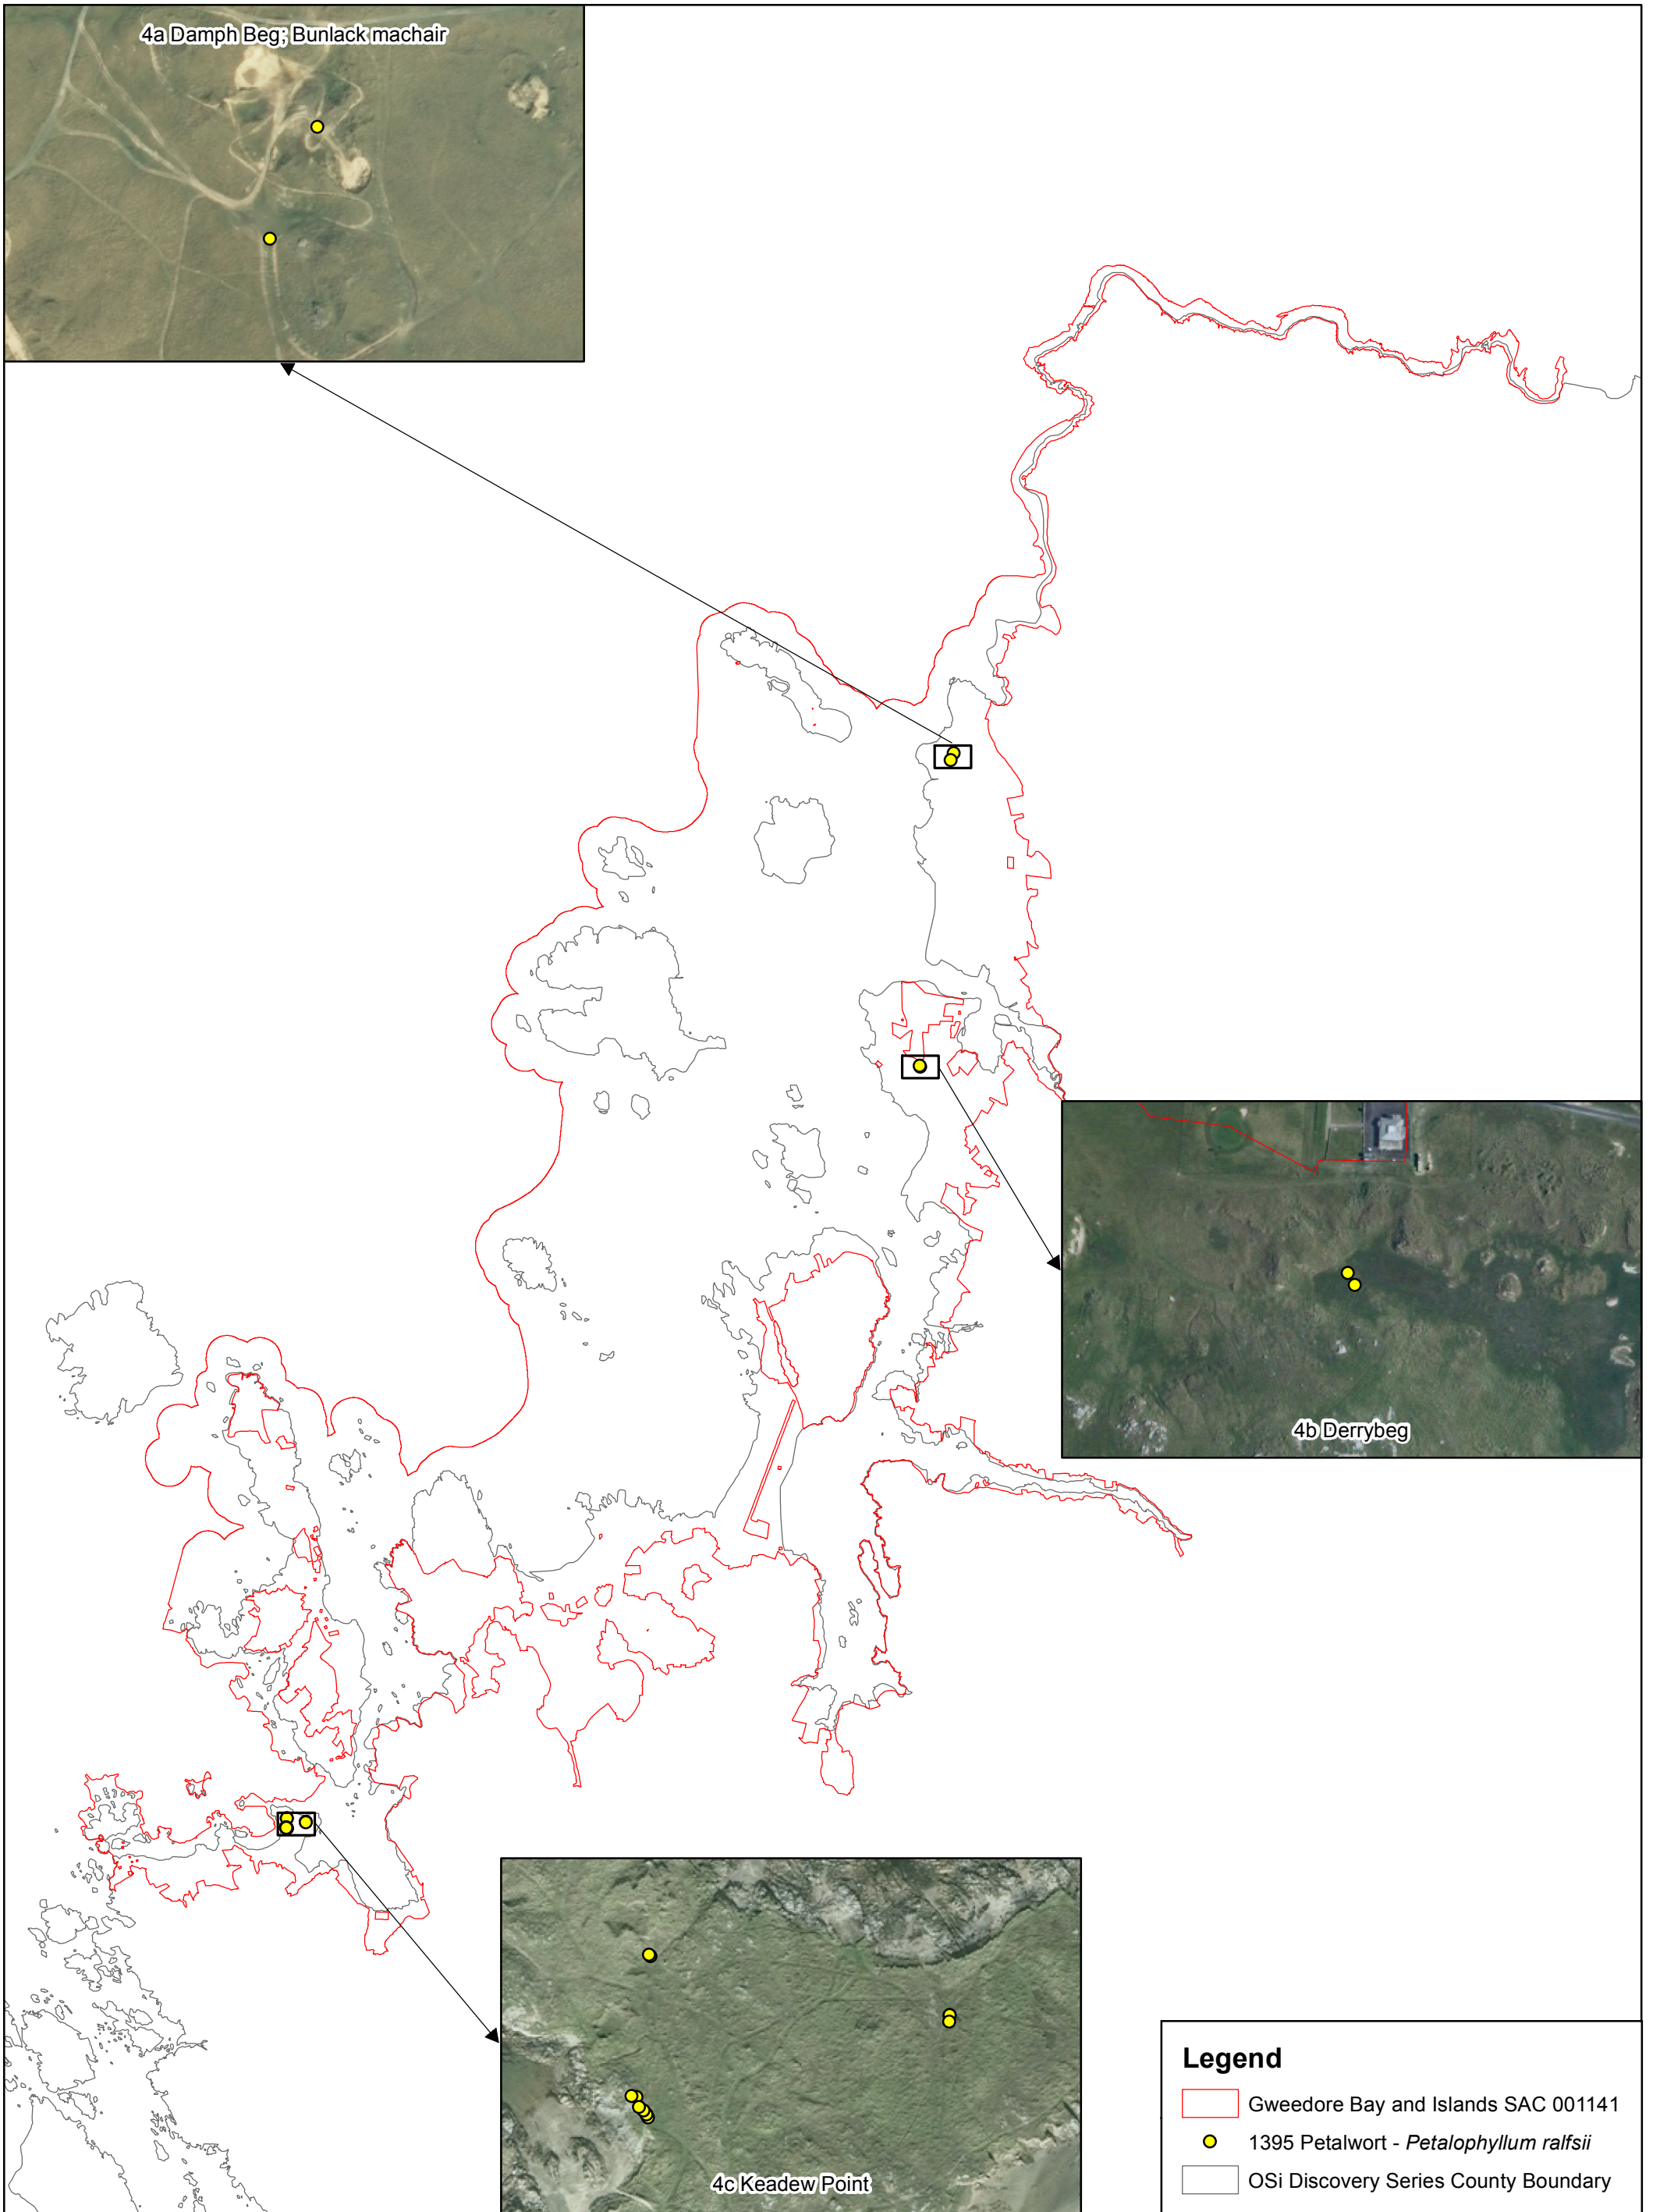 4a Damph Beg; Bunlack machair
4b Derrybeg
4c Keadew Point
Legend
Gweedore Bay and Islands SAC 001141
1395 Petalwort - Petalophyllum ralfsii
OSi Discovery Series County Boundary